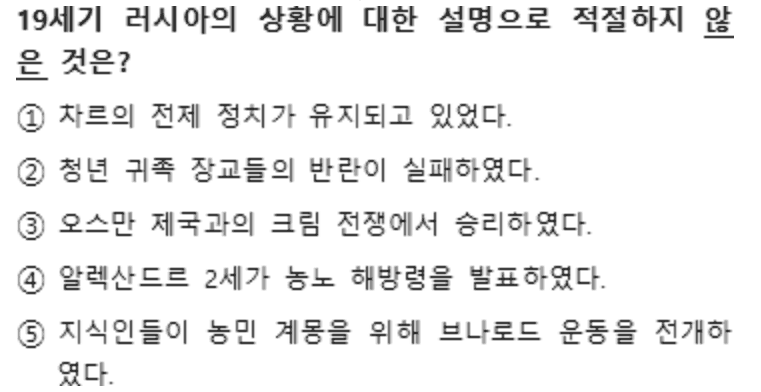 19세기 러시아의 상황에 대한 설명으로 적절하지 않
은 것은?
① 차르의 전제 정치가 유지되고 있었다.
② 청년 귀족 장교들의 반란이 실패하였다.
③ 오스만 제국과의 크림 전쟁에서 승리하였다.
④ 알렉산드르 2세가 농노 해방령을 발표하였다.
⑤ 지식인들이 농민 계몽을 위해 브나로드 운동을 전개하
였다.